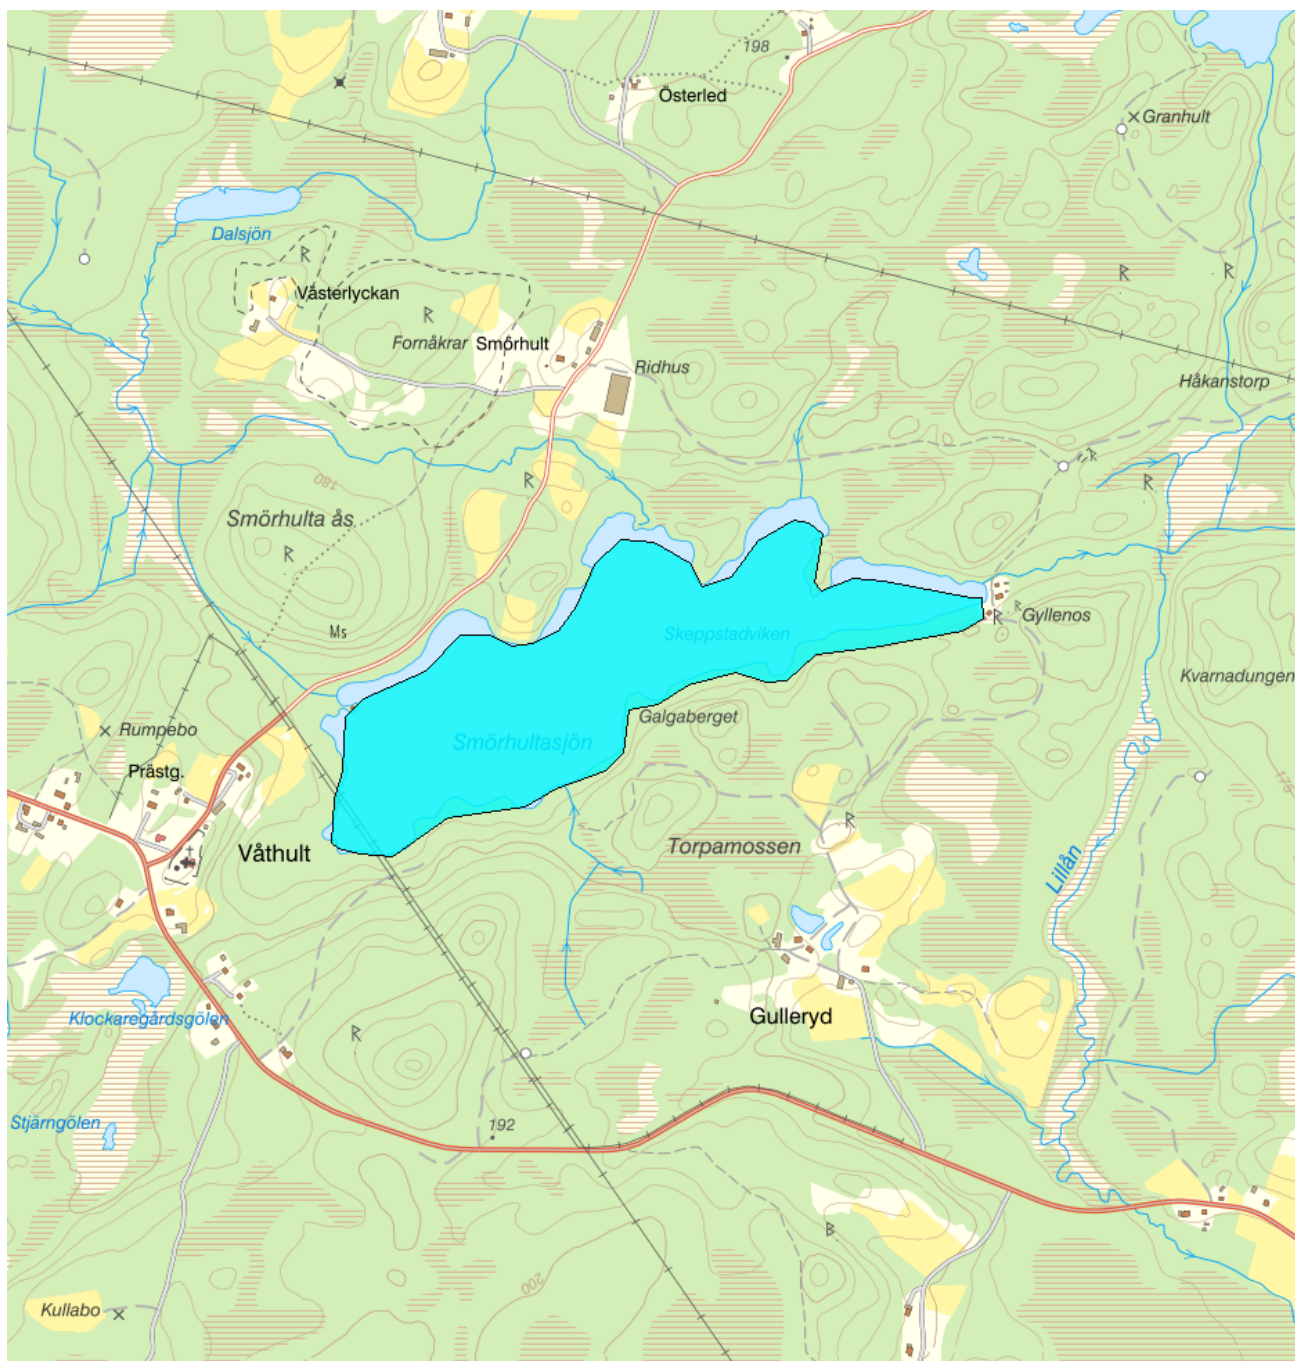 198
Österled
Granhult
Dalsjön
R
Västerlyckan
R
R
R
Fornåkrar
Smörhult
Ridhus
Håkanstorp
180
R
R
R
Smörhulta ås
R
Ms
Skeppstadviken
R
R
Gyllenos
Kvarnadungen
Galgaberget
Rumpebo
Smörhultasjön
Prästg.
175
Våthult
Torpamossen
R
Lillån
Klockaregårdsgölen
Gulleryd
R
Stjärngölen
192
B
200
Kullabo